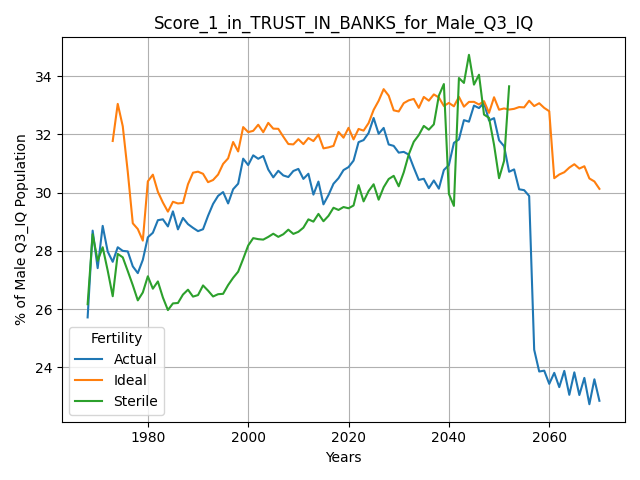 Score_1_in_TRUST_IN_BANKS_for_Male_Q3_IQ
% of Male Q3_IQ Population
34
32
30
28
26
24
Fertility
Actual
Ideal
Sterile
1980 2000 2020 2040 2060
Years